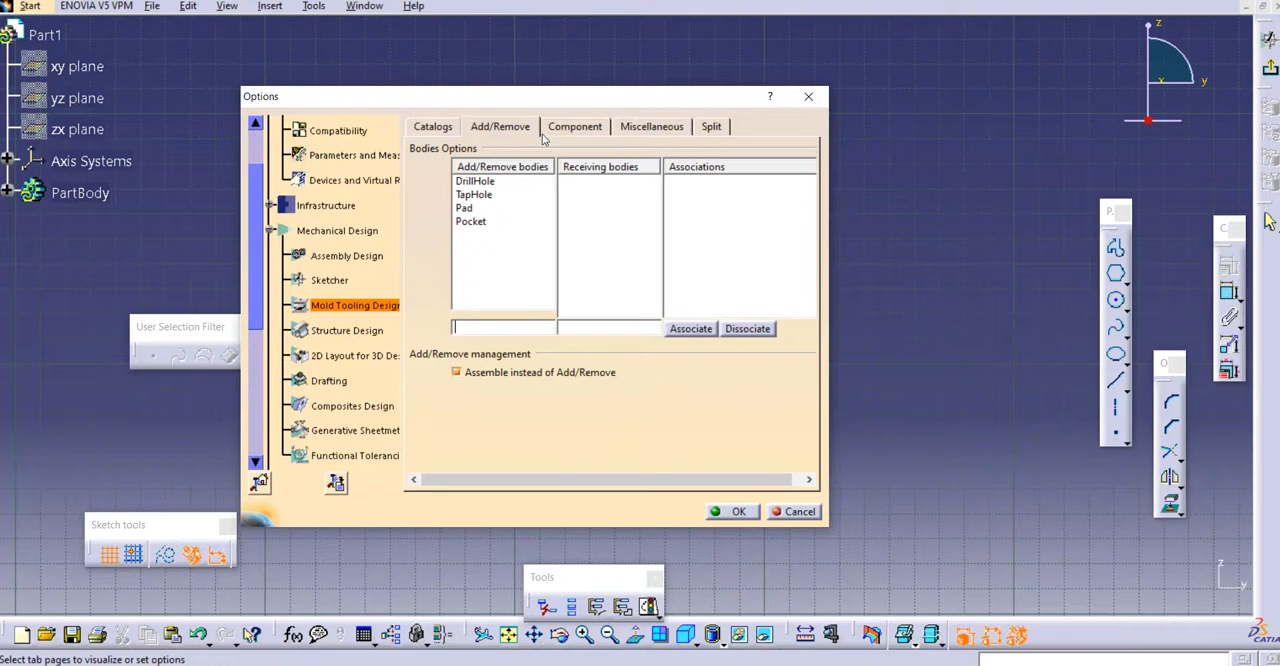 Start ENOVIA V5 VPM File Edit View Insert Tools Window Help
Part1
xy plane
yz plane
zx plane
Axis Systems
PartBody
z
x
y
Options
?
Compatibility
Parameters and Mea
Devices and Virtual R
Infrastructure
Mechanical Design
Assembly Design
Sketcher
Mold Tooling Design
Structure Design
2D Layout for 3D De:
Drafting
Composites Design
Generative Sheetmet
Functional Toleranci
Catalogs Add/Remove Component Miscellaneous Split
Bodies Options
Add/Remove bodies Receiving bodies Associations
DrillHole
TapHole
Pad
Pocket
Associate Dissociate
Add/Remove management
Assemble instead of Add/Remove
OK Cancel
User Selection Filter
Sketch tools
Tools
P.
C.
O
z
y
f(x)
CATIA
Select tab pages to visualize or set options